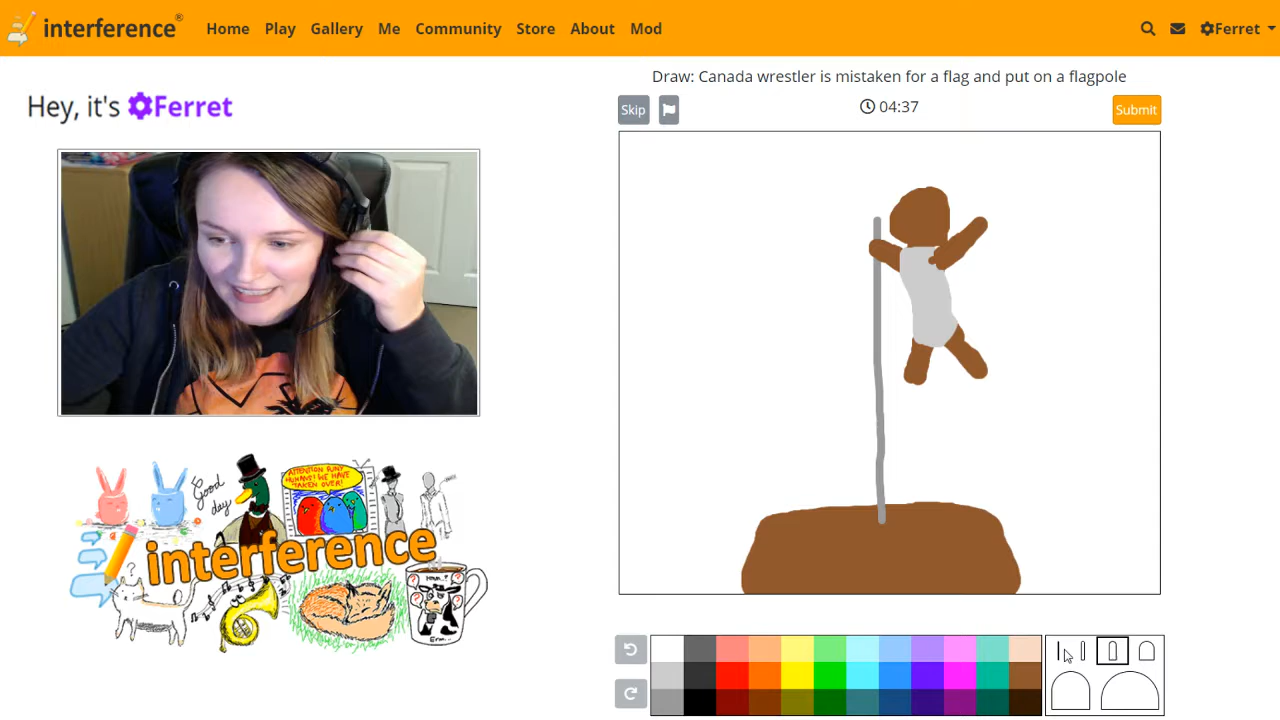 interference®
Home Play Gallery Me Community Store About Mod
Ferret
Hey, it's Ferret
Draw: Canada wrestler is mistaken for a flag and put on a flagpole
Skip
04:37
Submit
Good day
ATTENTION PUNY
HUMANS! WE HAVE
TAKEN OVER!
interference
?
Hmm..?
? ?
? ?
Erm...